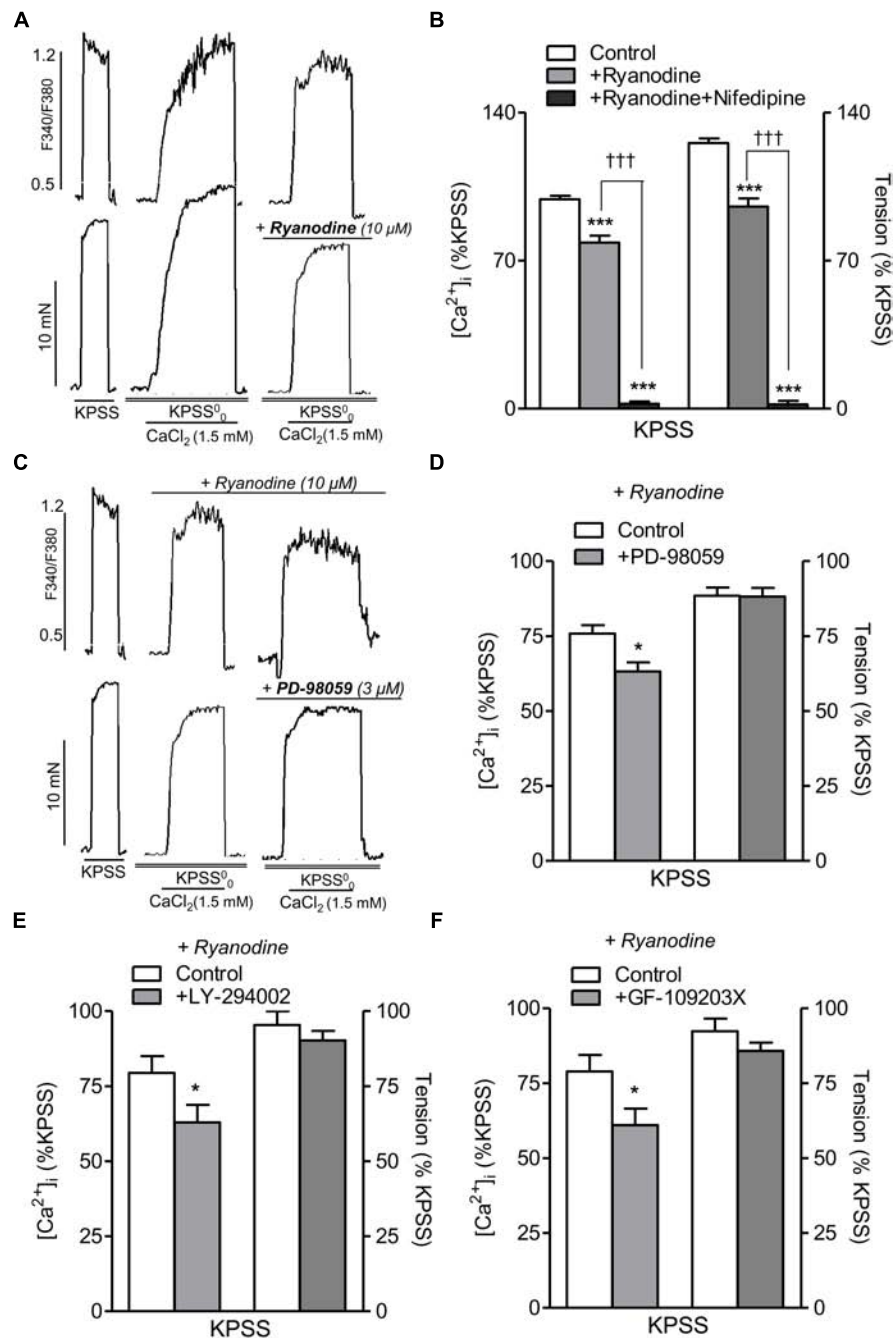 A
1.2
F340/F380
0.5
10 mN
+ Ryanodine (10 µM)
KPSS
KPSS⁰₀
CaCl₂ (1.5 mM)
KPSS⁰₀
CaCl₂ (1.5 mM)
B
Control
+Ryanodine
+Ryanodine+Nifedipine
140
70
0
[Ca²⁺]ᵢ (%KPSS)
140
70
0
Tension (% KPSS)
†††
†††
***
***
***
***
KPSS
C
+ Ryanodine (10 µM)
1.2
F340/F380
0.5
+ PD-98059 (3 µM)
10 mN
KPSS
KPSS⁰₀
CaCl₂ (1.5 mM)
KPSS⁰₀
CaCl₂ (1.5 mM)
D
+ Ryanodine
Control
+PD-98059
100
75
50
25
0
[Ca²⁺]ᵢ (%KPSS)
100
75
50
25
0
Tension (% KPSS)
*
KPSS
E
+ Ryanodine
Control
+LY-294002
100
75
50
25
0
[Ca²⁺]ᵢ (%KPSS)
100
75
50
25
0
Tension (% KPSS)
*
KPSS
F
+ Ryanodine
Control
+GF-109203X
100
75
50
25
0
[Ca²⁺]ᵢ (%KPSS)
100
75
50
25
0
Tension (% KPSS)
*
KPSS